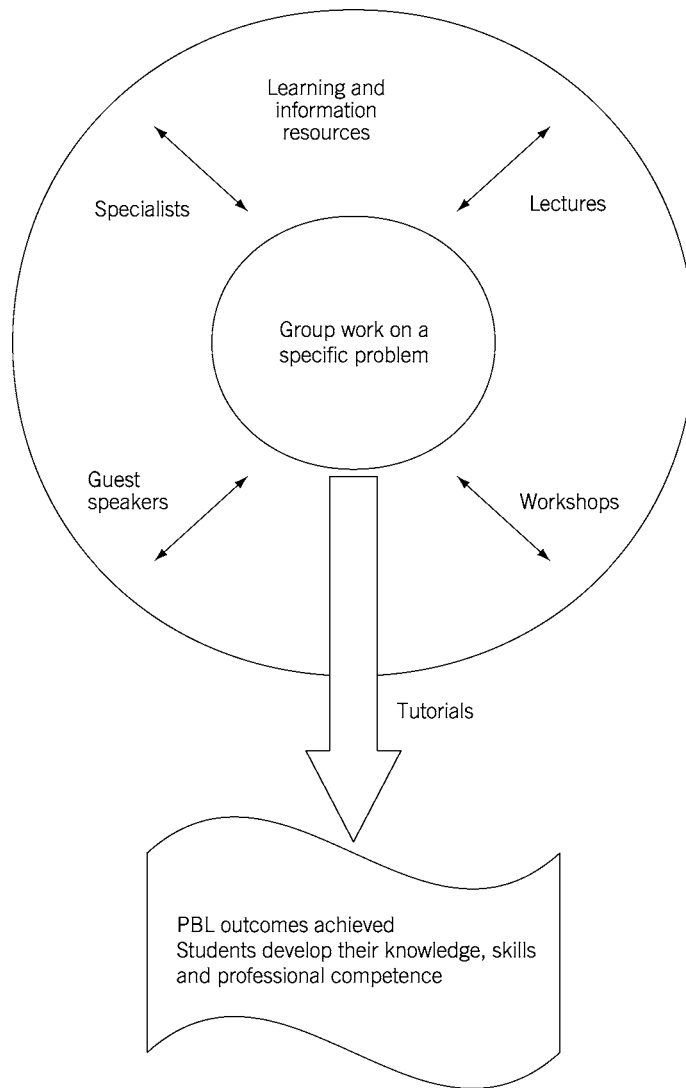 Learning and
information
resources
Specialists
Lectures
Group work on a
specific problem
Guest
speakers
Workshops
Tutorials
PBL outcomes achieved
Students develop their knowledge, skills
and professional competence